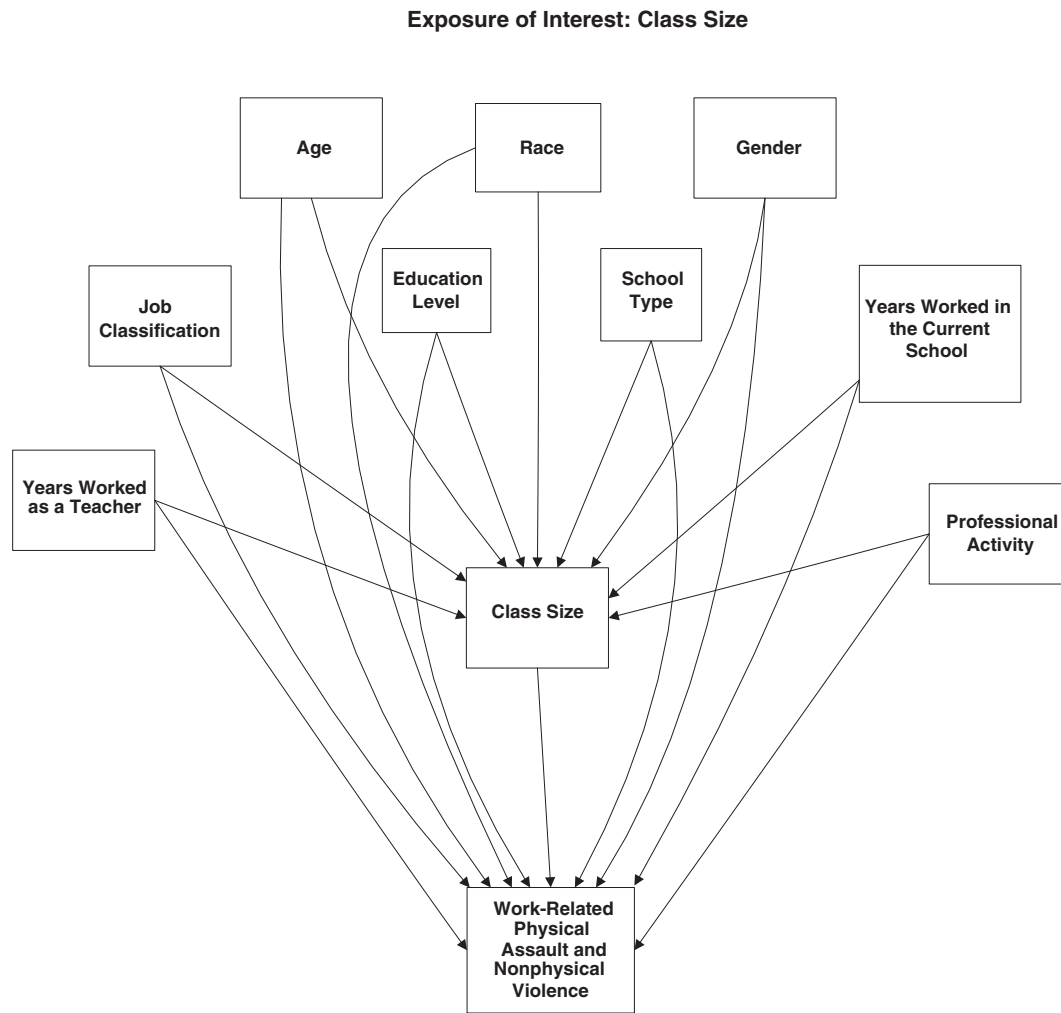 Exposure of Interest: Class Size
Age
Race
Gender
Education
Level
School
Type
Job
Classification
Years Worked in
the Current
School
Years Worked
as a Teacher
Professional
Activity
Class Size
Work-Related
Physical
Assault and
Nonphysical
Violence